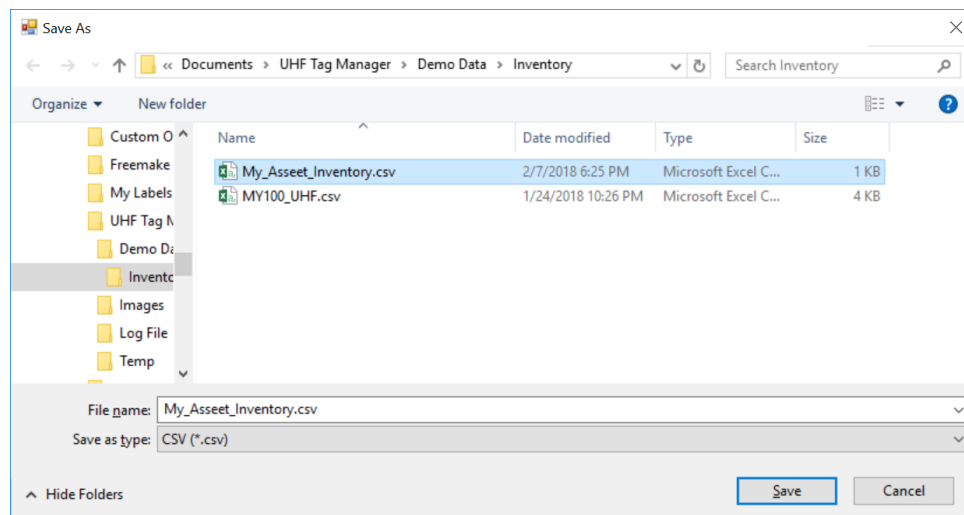 Save As
« Documents > UHF Tag Manager > Demo Data > Inventory
Search Inventory
Organize
New folder
?
Name Date modified Type Size
My_Asseet_Inventory.csv 2/7/2018 6:25 PM Microsoft Excel C... 1 KB
MY100_UHF.csv 1/24/2018 10:26 PM Microsoft Excel C... 4 KB
Custom O
Freemake
My Labels
UHF Tag M
Demo Da
Invento
Images
Log File
Temp
File name: My_Asseet_Inventory.csv
Save as type: CSV (*.csv)
Hide Folders
Save
Cancel